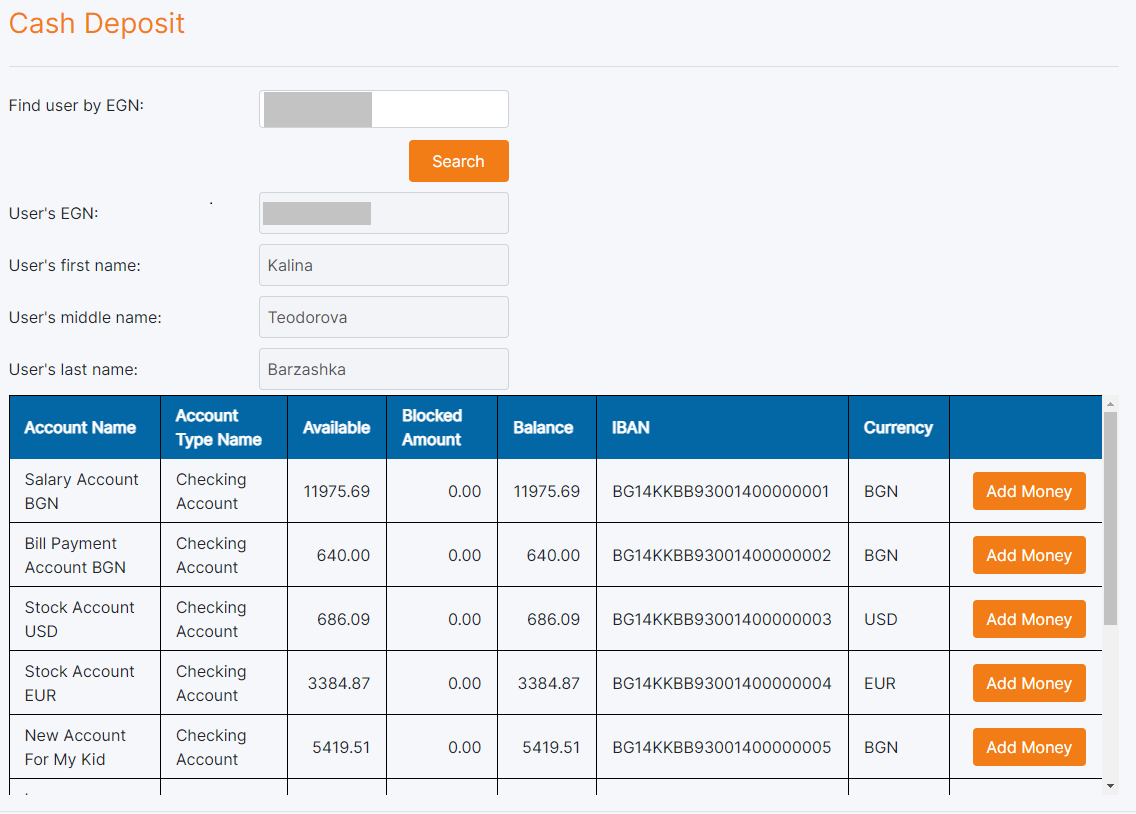 Cash Deposit
Find user by EGN:
Search
User's EGN:
User's first name: Kalina
User's middle name: Teodorova
User's last name: Barzashka
Account Name Account Type Name Available Blocked Amount Balance IBAN Currency
Salary Account BGN Checking Account 11975.69 0.00 11975.69 BG14KKBB93001400000001 BGN Add Money
Bill Payment Account BGN Checking Account 640.00 0.00 640.00 BG14KKBB93001400000002 BGN Add Money
Stock Account USD Checking Account 686.09 0.00 686.09 BG14KKBB93001400000003 USD Add Money
Stock Account EUR Checking Account 3384.87 0.00 3384.87 BG14KKBB93001400000004 EUR Add Money
New Account For My Kid Checking Account 5419.51 0.00 5419.51 BG14KKBB93001400000005 BGN Add Money